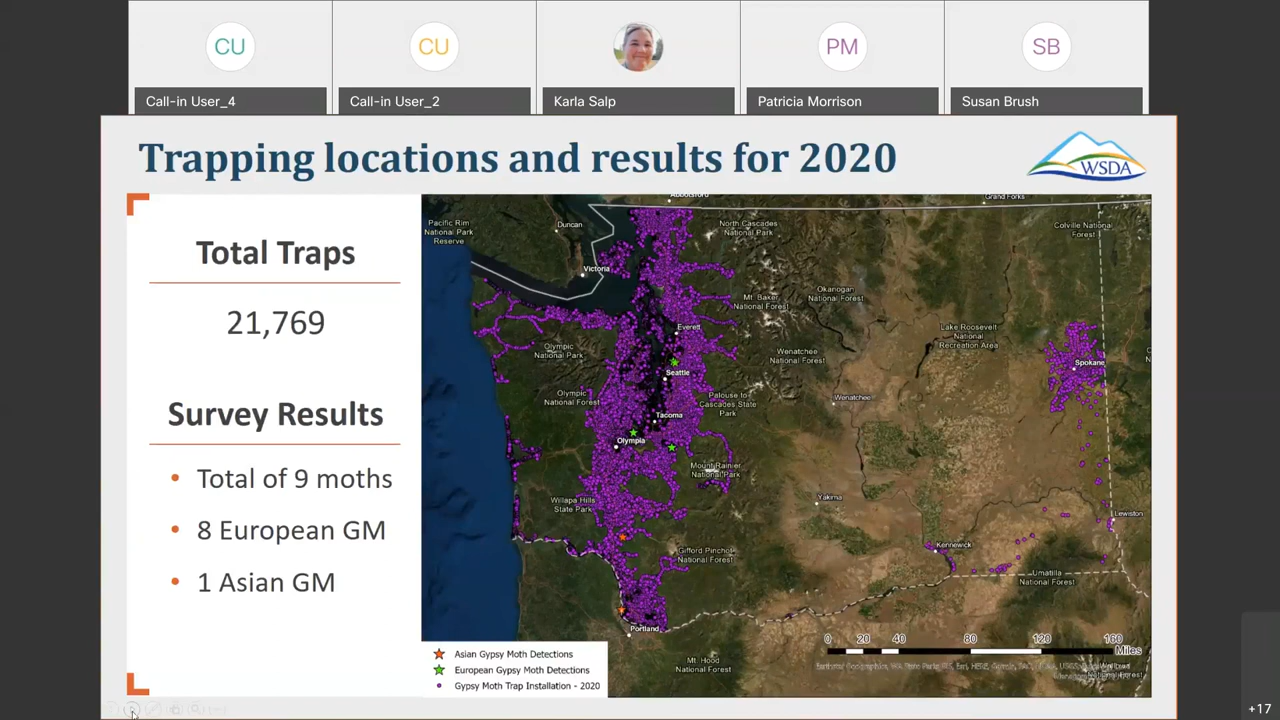 CU
CU
PM
SB
Call-in User_4
Call-in User_2
Karla Salp
Patricia Morrison
Susan Brush
Trapping locations and results for 2020
WSDA
Total Traps
21,769
Survey Results
• Total of 9 moths
• 8 European GM
• 1 Asian GM
Abbotsford
Grand Forks
Pacific Rim
National Park
Reserve
Duncan
North Cascades
National Park
Colville National
Forest
Victoria
Mt. Baker
National Forest
Okanogan
National Forest
Everett
Lake Roosevelt
National
Recreation Area
Olympic
National Park
Wenatchee
National Forest
Spokane
Seattle
Olympic
National Forest
Palouse to
Cascades State
Park
Wenatchee
Tacoma
Olympia
Mount Rainier
National Park
Willapa Hills
State Park
Yakima
Lewiston
Gifford Pinchot
National Forest
Kennewick
Umatilla
National Forest
Portland
Mt. Hood
National Forest
0 20 40 80 120 160
Miles
Asian Gypsy Moth Detections
European Gypsy Moth Detections
Gypsy Moth Trap Installation - 2020
+17